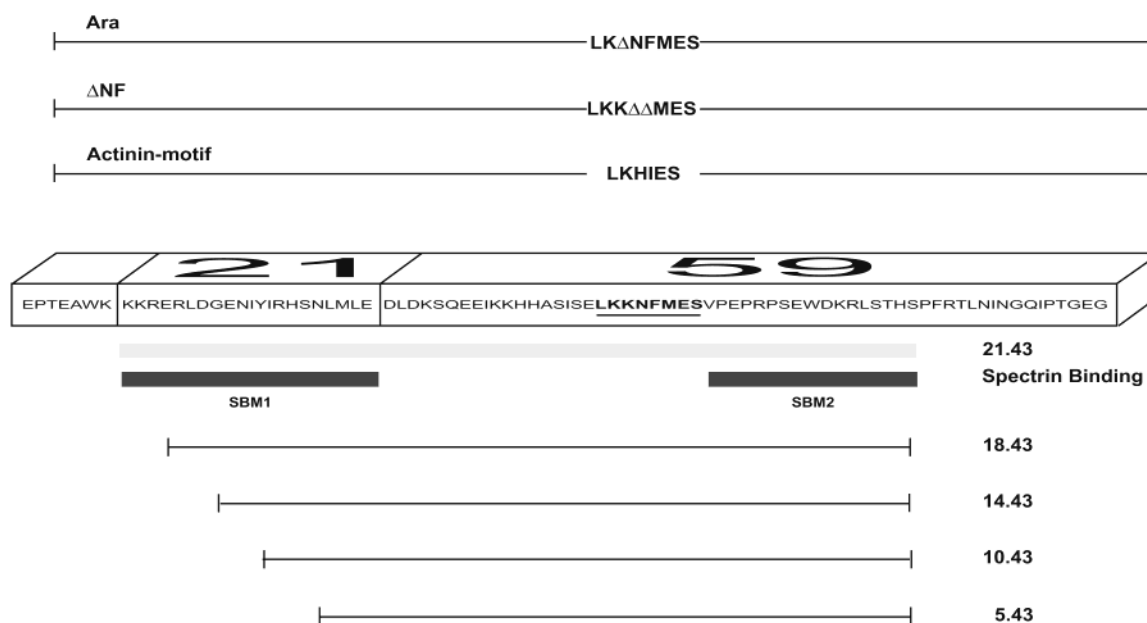 Ara
LKΔNFMES
ΔNF
LKKΔΔMES
Actinin-motif
LKHIES
21 59
EPTEAWK KKRERLDGENIYIRHSNLMLE DLDKSQEEIKKHHASISELKKNFMESVPEPRPSEWDKRLSTHSPFRTLNINGQIPTGEG
21.43
Spectrin Binding
SBM1 SBM2
18.43
14.43
10.43
5.43